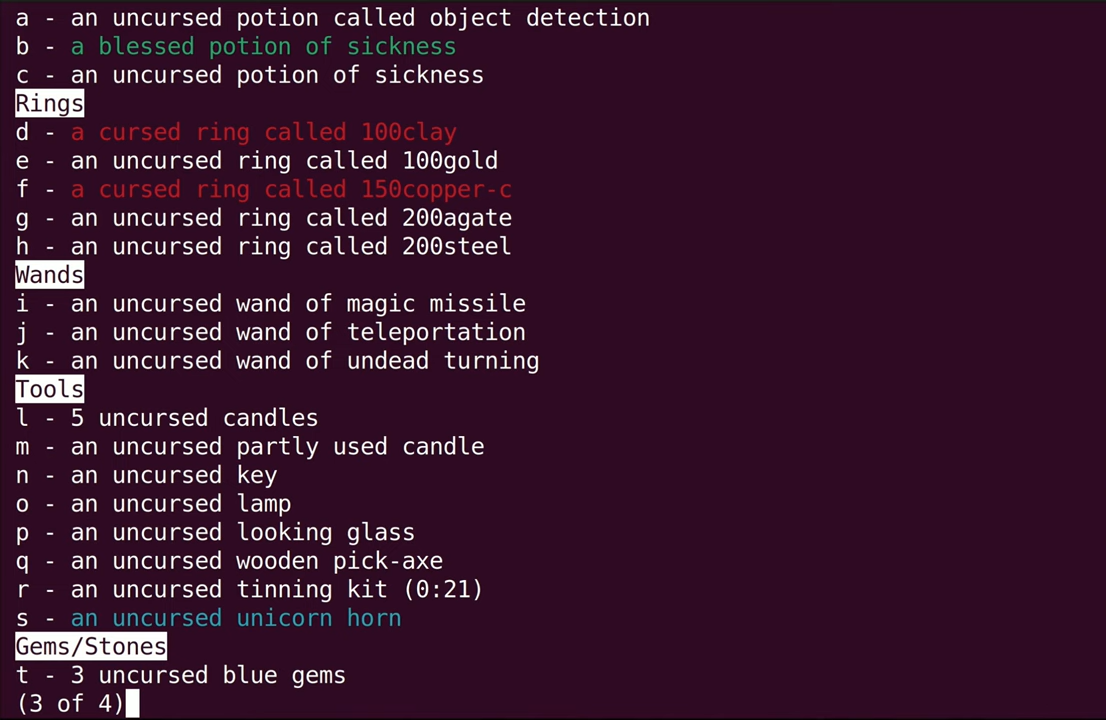 a - an uncursed potion called object detection
b - a blessed potion of sickness
c - an uncursed potion of sickness
Rings
d - a cursed ring called 100clay
e - an uncursed ring called 100gold
f - a cursed ring called 150copper-c
g - an uncursed ring called 200agate
h - an uncursed ring called 200steel
Wands
i - an uncursed wand of magic missile
j - an uncursed wand of teleportation
k - an uncursed wand of undead turning
Tools
l - 5 uncursed candles
m - an uncursed partly used candle
n - an uncursed key
o - an uncursed lamp
p - an uncursed looking glass
q - an uncursed wooden pick-axe
r - an uncursed tinning kit (0:21)
s - an uncursed unicorn horn
Gems/Stones
t - 3 uncursed blue gems
(3 of 4)